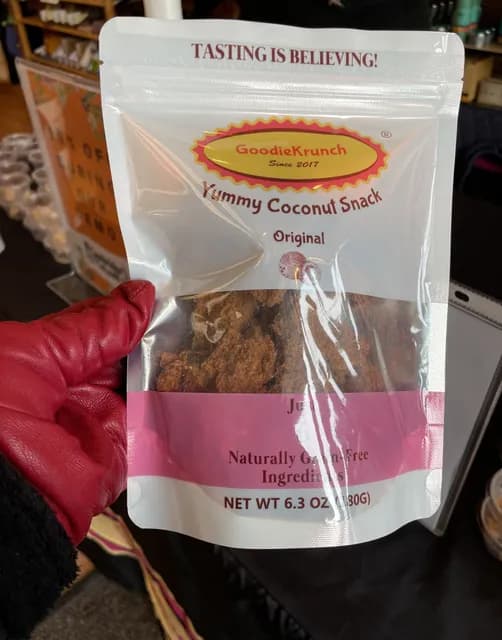 TASTING IS BELIEVING!
GoodieKrunch
®
Since 2017
Yummy Coconut Snack
Original
Naturally
Ingredients
NET WT 6.3 OZ